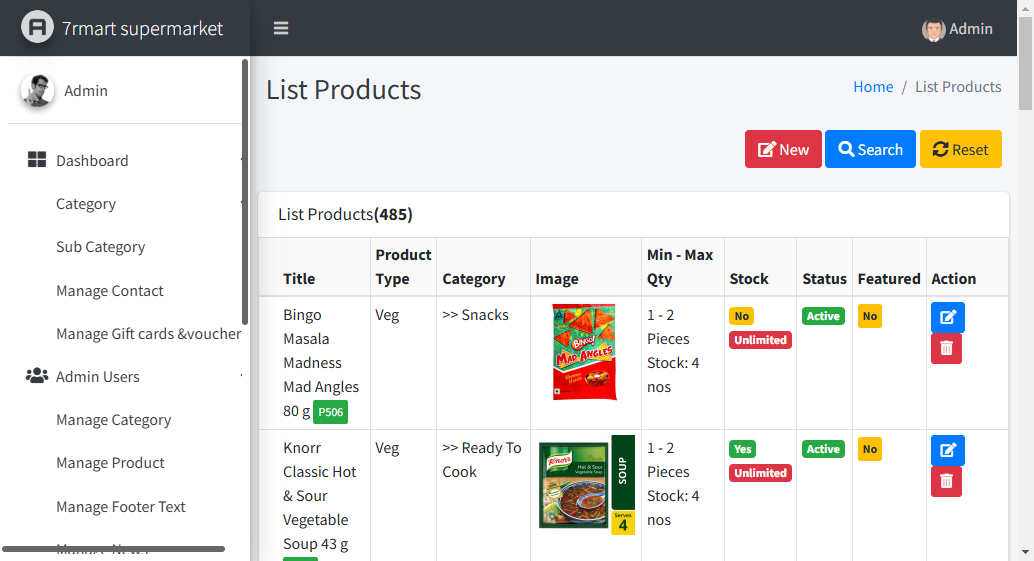 7rmart supermarket
Admin
Admin
Dashboard
Category
Sub Category
Manage Contact
Manage Gift cards &voucher
Admin Users
Manage Category
Manage Product
Manage Footer Text
List Products
Home / List Products
New
Search
Reset
List Products(485)
Title
Product Type
Category
Image
Min - Max Qty
Stock
Status
Featured
Action
Bingo
Masala
Madness
Mad Angles
80 g P506
Veg
>> Snacks
BINGO!
MAD ANGLES
1 - 2
Pieces
Stock: 4
nos
No
Unlimited
Active
No
Knorr
Classic Hot
& Sour
Vegetable
Soup 43 g
Veg
>> Ready To
Cook
Knorr
Hot & Sour
Vegetable Soup
SOUP
Serves
4
1 - 2
Pieces
Stock: 4
nos
Yes
Unlimited
Active
No